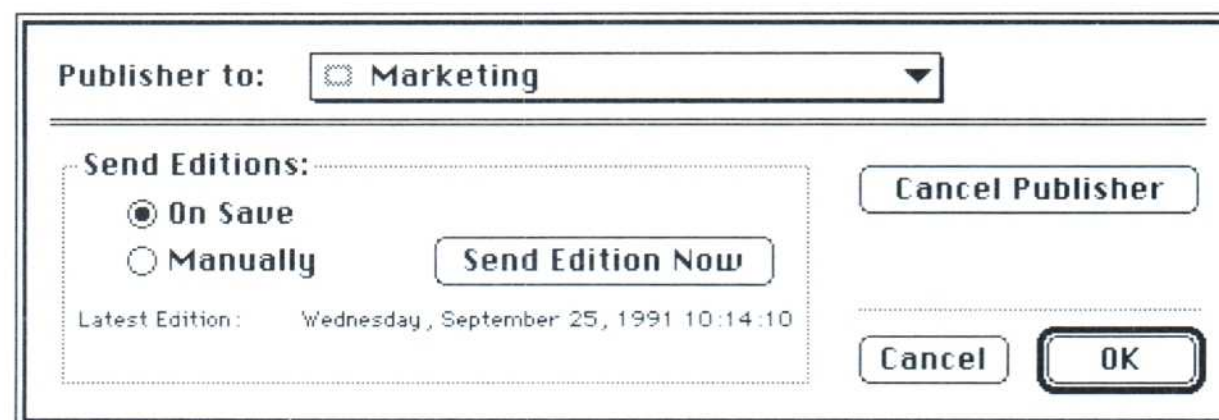 Publisher to: Marketing
Send Editions:
On Save
Manually
Send Edition Now
Latest Edition: Wednesday, September 25, 1991 10:14:10
Cancel Publisher
Cancel
OK